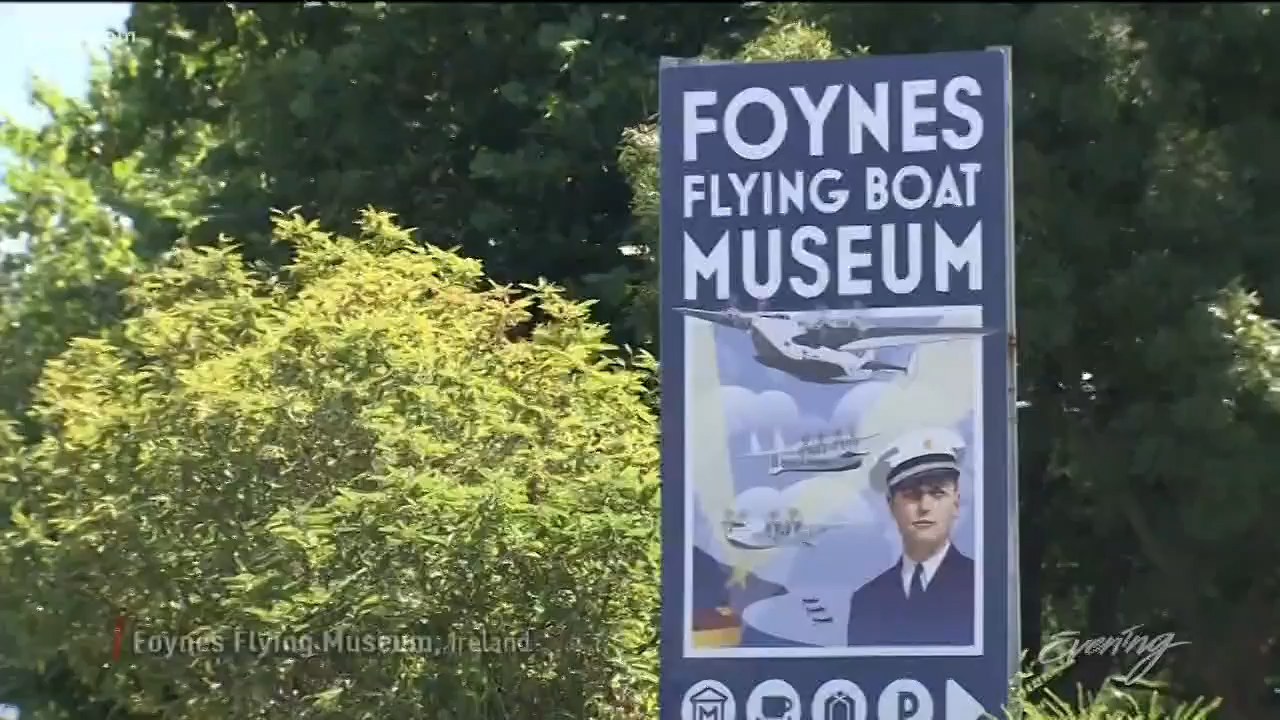 FOYNES
FLYING BOAT
MUSEUM
M P
Foynes Flying Museum, Ireland
Evening